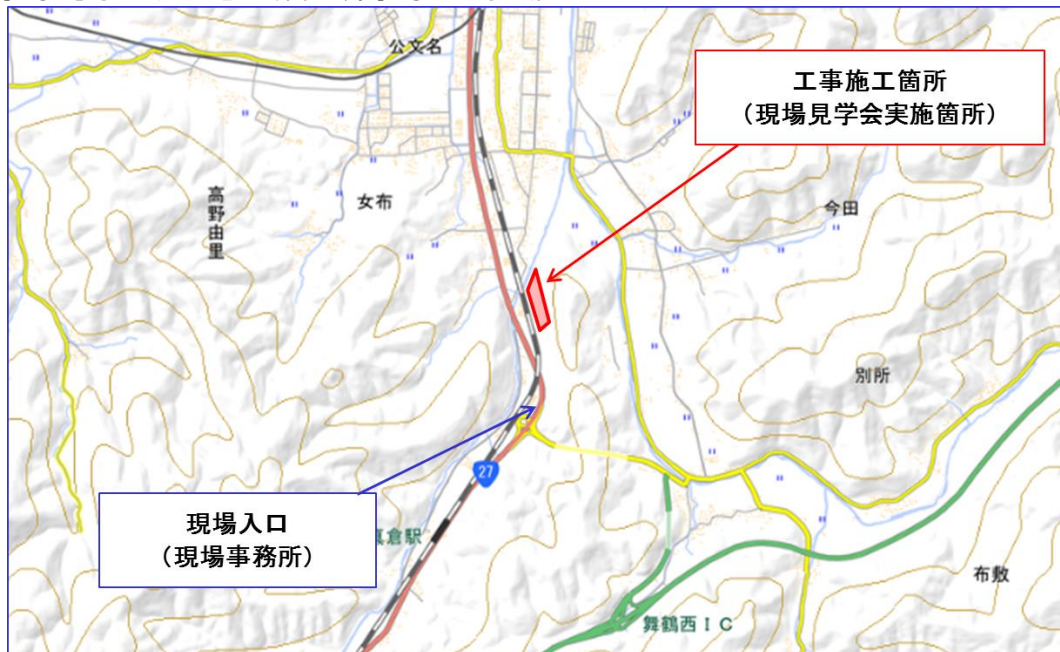 公文名
工事施工箇所
（現場見学会実施箇所）
高野由里
女布
今田
別所
27
現場入口
（現場事務所）
倉駅
布敷
舞鶴西IC